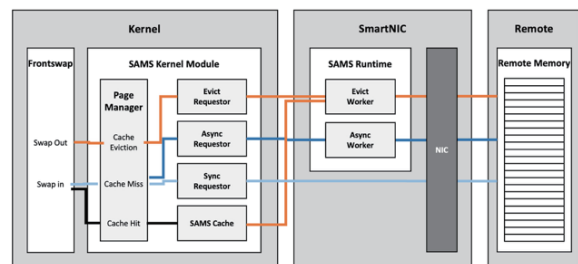 Kernel
SmartNIC
Remote
Frontswap
SAMS Kernel Module
SAMS Runtime
Remote Memory
Page
Manager
Evict
Requestor
Evict
Worker
Swap Out
Cache
Eviction
Async
Requestor
Async
Worker
NIC
Swap in
Cache Miss
Sync
Requestor
Cache Hit
SAMS Cache